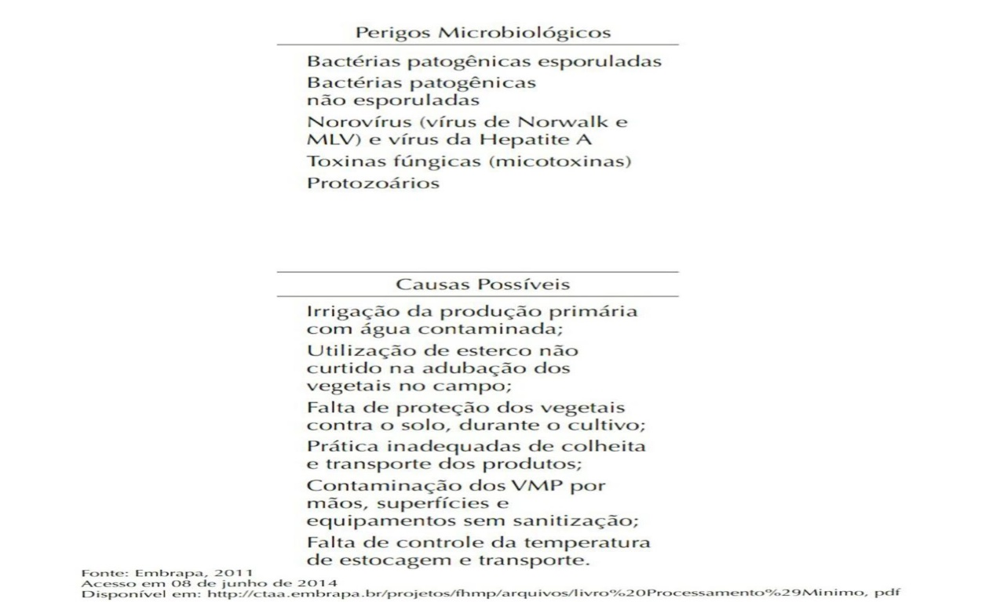 Perigos Microbiológicos
Bactérias patogênicas esporuladas
Bactérias patogênicas
não esporuladas
Norovírus (vírus de Norwalk e
MLV) e vírus da Hepatite A
Toxinas fúngicas (micotoxinas)
Protozoários
Causas Possíveis
Irrigação da produção primária
com água contaminada;
Utilização de esterco não
curtido na adubação dos
vegetais no campo;
Falta de proteção dos vegetais
contra o solo, durante o cultivo;
Prática inadequadas de colheita
e transporte dos produtos;
Contaminação dos VMP por
mãos, superfícies e
equipamentos sem sanitização;
Falta de controle da temperatura
de estocagem e transporte.
Fonte: Embrapa, 2011
Acesso em 08 de junho de 2014
Disponível em: http://ctaa.embrapa.br/projetos/fhmp/arquivos/livro%20Processamento%29Minimo, pdf